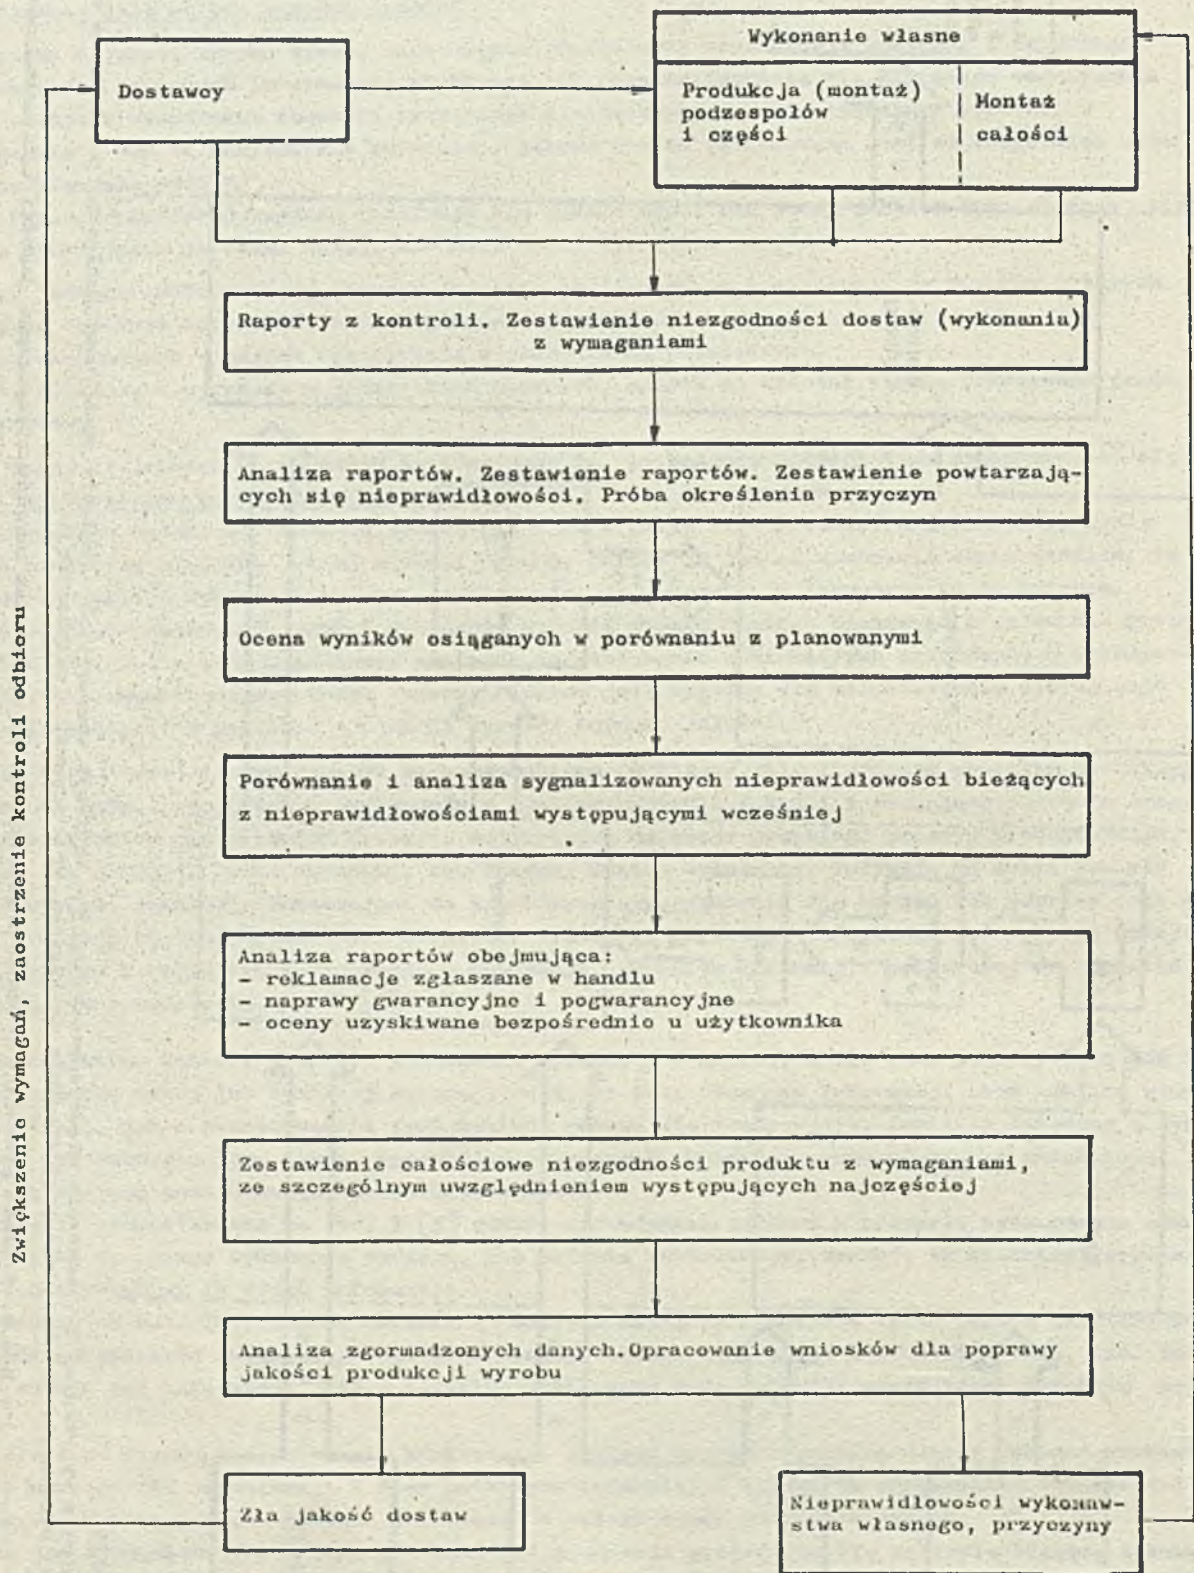 Wykonanie własne
Dostawcy
Produkcja (montaż)
podzespołów
i części
Montaż
całości
Raporty z kontroli. Zestawienie niezgodności dostaw (wykonania)
z wymaganiami
Analiza raportów. Zestawienie raportów. Zestawienie powtarzają-
cych się nieprawidłowości. Próba określenia przyczyn
Ocena wyników osiąganych w porównaniu z planowanymi
Porównanie i analiza sygnalizowanych nieprawidłowości bieżących
z nieprawidłowościami występującymi wcześniej
Analiza raportów obejmująca:
- reklamacje zgłaszane w handlu
- naprawy gwarancyjne i pogwarancyjne
- oceny uzyskiwane bezpośrednio u użytkownika
Zestawienie całościowe niezgodności produktu z wymaganiami,
ze szczególnym uwzględnieniem występujących najczęściej
Analiza zgormadzonych danych. Opracowanie wniosków dla poprawy
jakości produkcji wyrobu
Zła jakość dostaw
Nieprawidłowości wykonaw-
stwa własnego, przyczyny
Zwiększenie wymagań, zaostrzenie kontroli odbioru